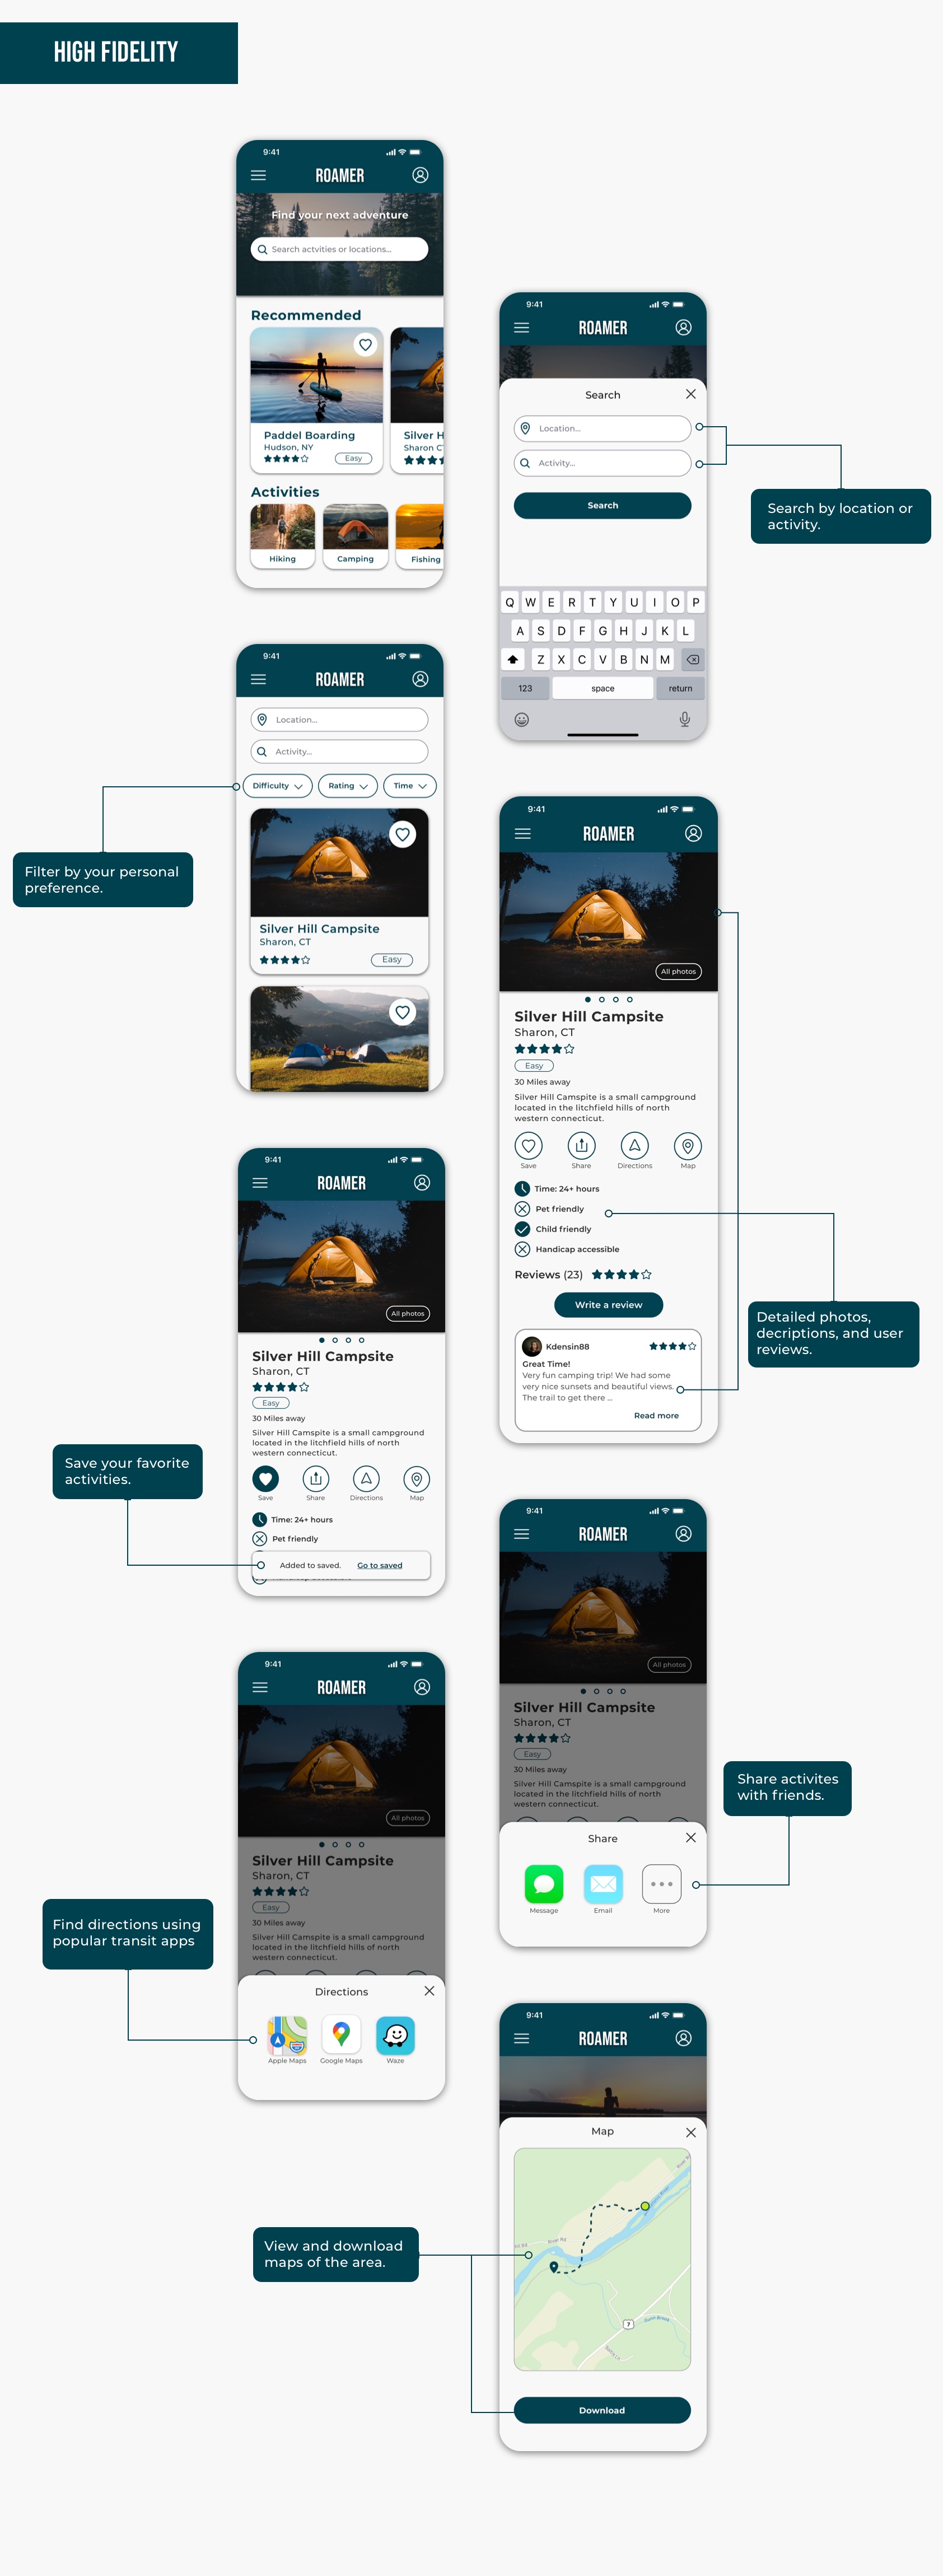 HIGH FIDELITY
9:41
ROAMER
Find your next adventure
Search actvities or locations...
Recommended
Paddel Boarding
Hudson, NY
Easy
Silver H
Sharon C
Activities
Hiking
Camping
Fishing
9:41
ROAMER
Search
Location...
Activity...
Search
Q W E R T Y U I O P
A S D F G H J K L
Z X C V B N M
123 space return
Search by location or
activity.
9:41
ROAMER
Location...
Activity...
Difficulty Rating Time
Silver Hill Campsite
Sharon, CT
Easy
Filter by your personal
preference.
9:41
ROAMER
All photos
Silver Hill Campsite
Sharon, CT
Easy
30 Miles away
Silver Hill Camspite is a small campground
located in the litchfield hills of north
western connecticut.
Save Share Directions Map
Time: 24+ hours
Pet friendly
Child friendly
Handicap accessible
Reviews (23)
Write a review
Kdensin88
Great Time!
Very fun camping trip! We had some
very nice sunsets and beautiful views.
The trail to get there ...
Read more
Detailed photos,
decriptions, and user
reviews.
9:41
ROAMER
All photos
Silver Hill Campsite
Sharon, CT
Easy
30 Miles away
Silver Hill Camspite is a small campground
located in the litchfield hills of north
western connecticut.
Save Share Directions Map
Time: 24+ hours
Pet friendly
Added to saved. Go to saved
Save your favorite
activities.
9:41
ROAMER
All photos
Silver Hill Campsite
Sharon, CT
Easy
30 Miles away
Silver Hill Camspite is a small campground
located in the litchfield hills of north
western connecticut.
Share
Message Email More
Share activites
with friends.
9:41
ROAMER
All photos
Silver Hill Campsite
Sharon, CT
Easy
30 Miles away
Silver Hill Camspite is a small campground
located in the litchfield hills of north
western connecticut.
Directions
Apple Maps Google Maps Waze
Find directions using
popular transit apps
9:41
ROAMER
Map
River Rd
7
Download
View and download
maps of the area.